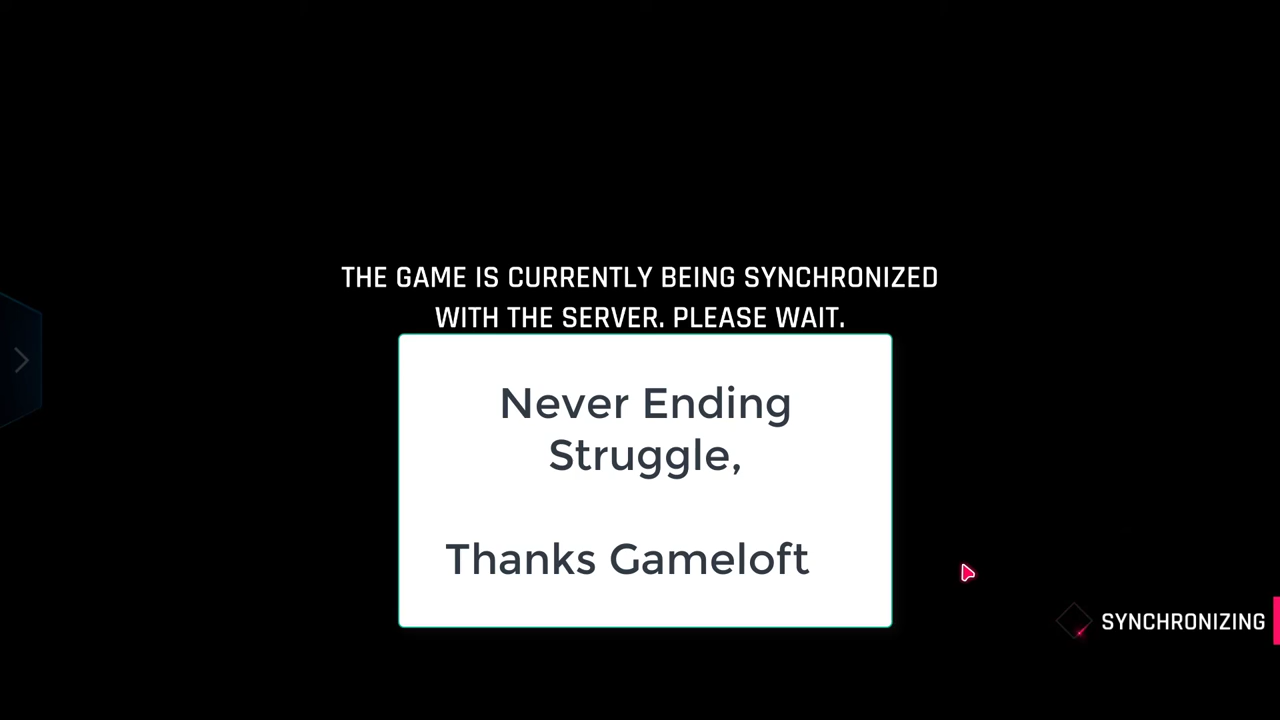 THE GAME IS CURRENTLY BEING SYNCHRONIZED
WITH THE SERVER. PLEASE WAIT.
Never Ending
Struggle,
Thanks Gameloft
SYNCHRONIZING